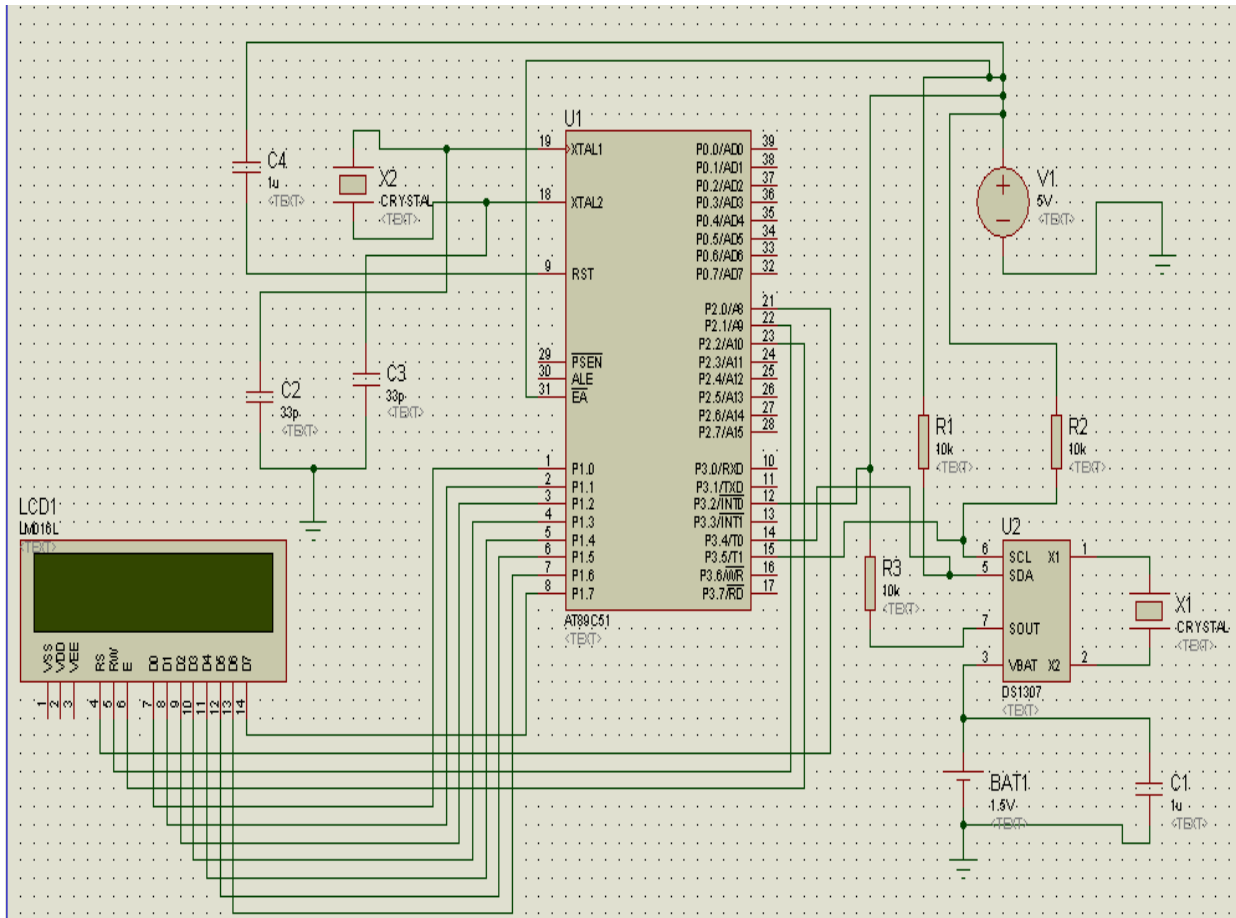 U1
C4
1u
<TEXT>
X2
CRYSTAL
<TEXT>
19 XTAL1
18 XTAL2
9 RST
29 PSEN
30 ALE
31 EA
1 P1.0
2 P1.1
3 P1.2
4 P1.3
5 P1.4
6 P1.5
7 P1.6
8 P1.7
P0.0/AD0 39
P0.1/AD1 38
P0.2/AD2 37
P0.3/AD3 36
P0.4/AD4 35
P0.5/AD5 34
P0.6/AD6 33
P0.7/AD7 32
P2.0/A8 21
P2.1/A9 22
P2.2/A10 23
P2.3/A11 24
P2.4/A12 25
P2.5/A13 26
P2.6/A14 27
P2.7/A15 28
P3.0/RXD 10
P3.1/TXD 11
P3.2/INT0 12
P3.3/INT1 13
P3.4/T0 14
P3.5/T1 15
P3.6/WR 16
P3.7/RD 17
AT89C51
<TEXT>
V1
5V
<TEXT>
C2
33p
<TEXT>
C3
33p
<TEXT>
R1
10k
<TEXT>
R2
10k
<TEXT>
R3
10k
<TEXT>
U2
6 SCL X1 1
5 SDA
7 SOUT
3 VBAT X2 2
DS1307
<TEXT>
X1
CRYSTAL
<TEXT>
BAT1
1.5V
<TEXT>
C1
1u
<TEXT>
LCD1
LM016L
<TEXT>
VSS VDD VEE RS RW E D0 D1 D2 D3 D4 D5 D6 D7
1 2 3 4 5 6 7 8 9 10 11 12 13 14